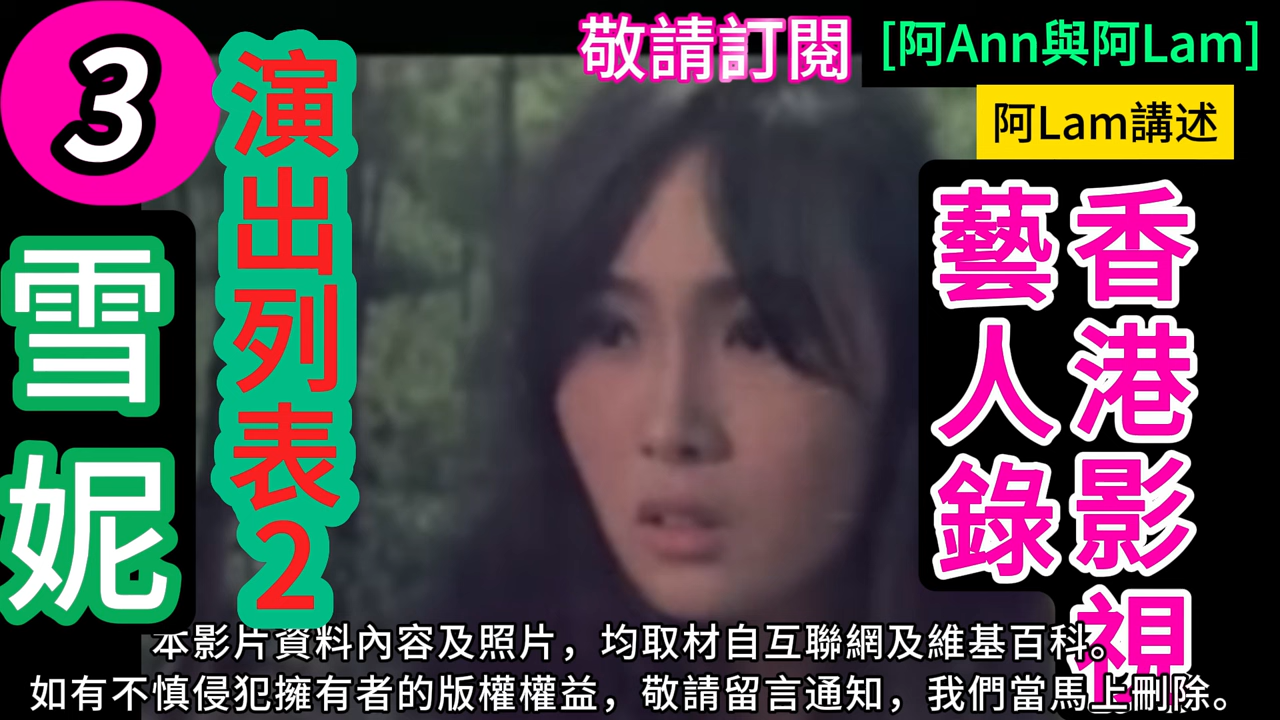 3
雪妮
演出列表2
敬請訂閱
[阿Ann與阿Lam]
阿Lam講述
香港影視
藝人錄
本影片資料內容及照片，均取材自互聯網及維基百科。
如有不慎侵犯擁有者的版權權益，敬請留言通知，我們當馬上刪除。